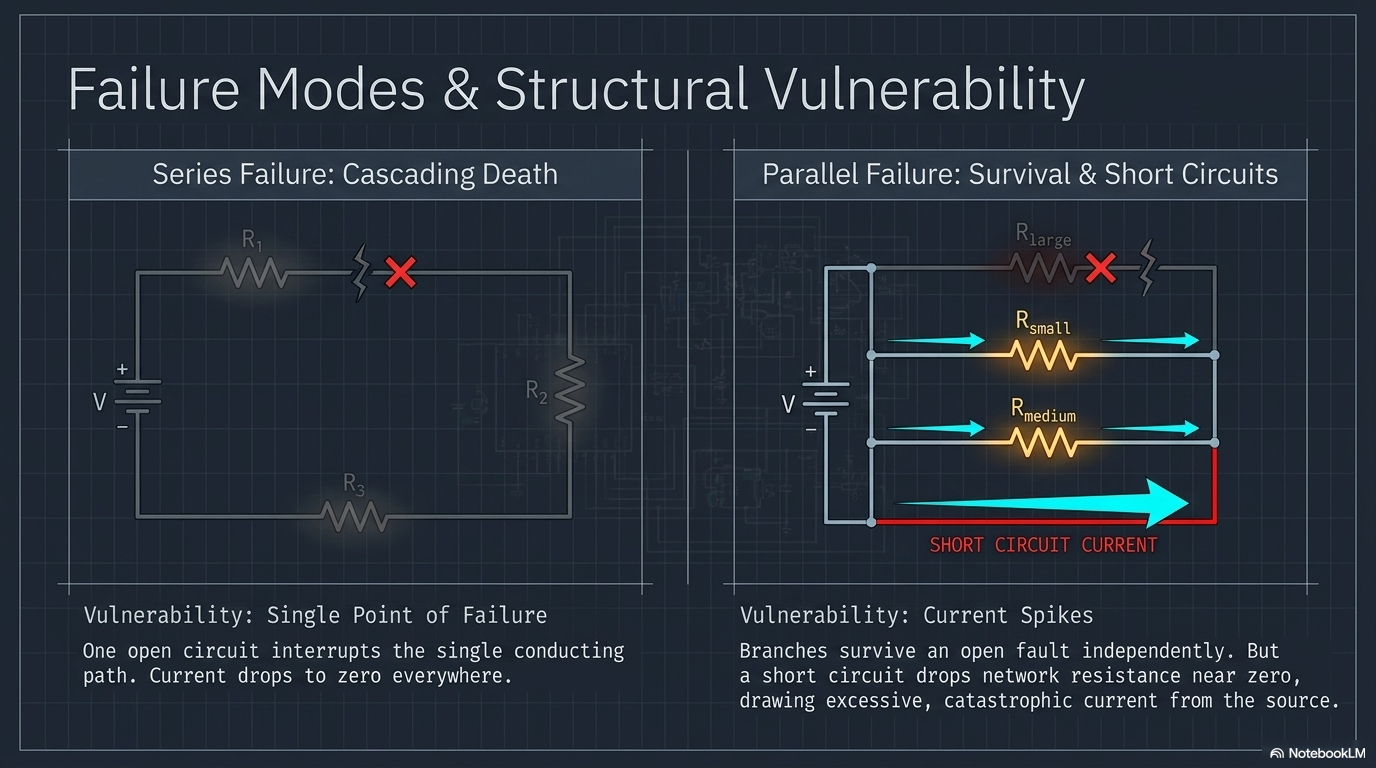 Failure Modes & Structural Vulnerability
Series Failure: Cascading Death
R1
V
+
−
R2
R3
Vulnerability: Single Point of Failure
One open circuit interrupts the single conducting
path. Current drops to zero everywhere.
Parallel Failure: Survival & Short Circuits
Rlarge
Rsmall
V
+
−
Rmedium
SHORT CIRCUIT CURRENT
Vulnerability: Current Spikes
Branches survive an open fault independently. But
a short circuit drops network resistance near zero,
drawing excessive, catastrophic current from the source.
NotebookLM